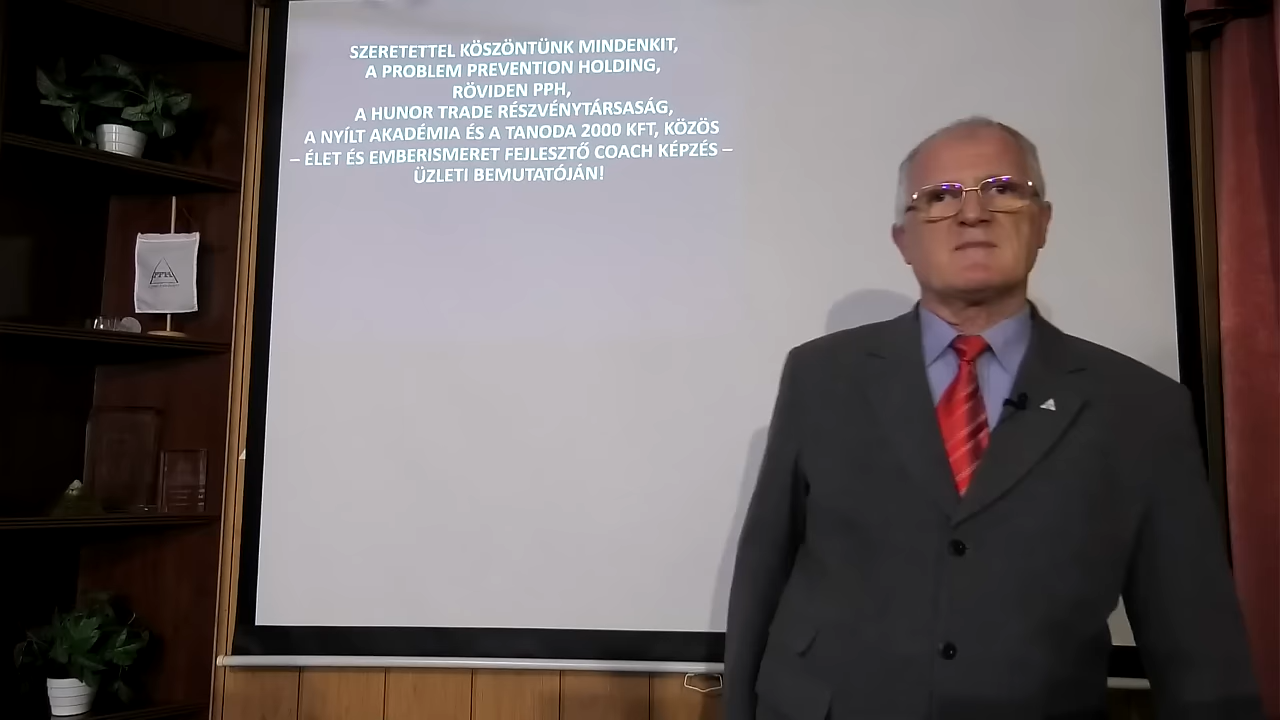 SZERETETTEL KÖSZÖNTÜNK MINDENKIT,
A PROBLEM PREVENTION HOLDING,
RÖVIDEN PPH,
A HUNOR TRADE RÉSZVÉNYTÁRSASÁG,
A NYÍLT AKADÉMIA ÉS A TANODA 2000 KFT, KÖZÖS
– ÉLET ÉS EMBERISMERET FEJLESZTŐ COACH KÉPZÉS –
ÜZLETI BEMUTATÓJÁN!